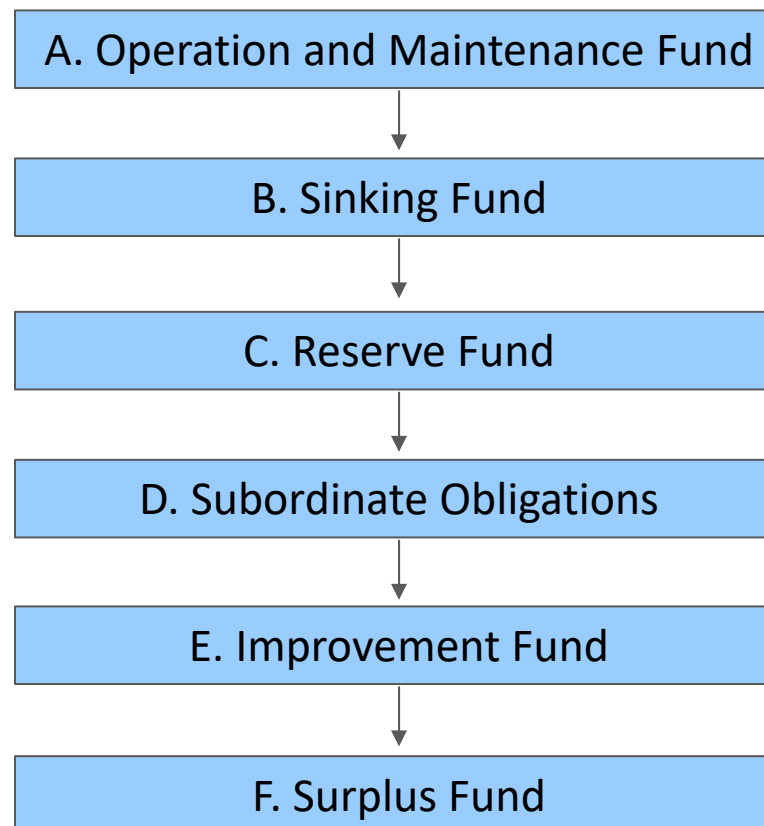 A. Operation and Maintenance Fund
B. Sinking Fund
C. Reserve Fund
D. Subordinate Obligations
E. Improvement Fund
F. Surplus Fund